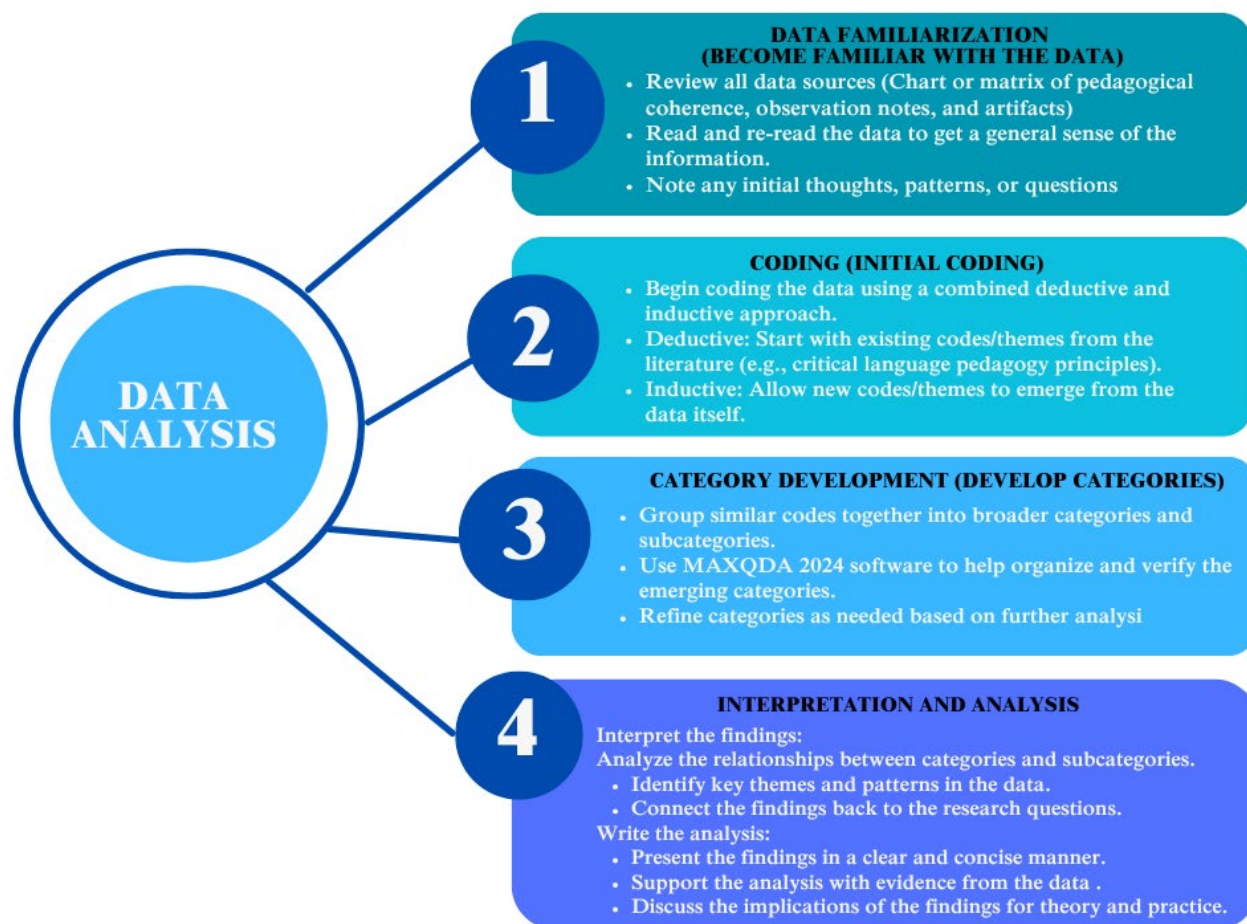 DATA ANALYSIS
1
DATA FAMILIARIZATION
(BECOME FAMILIAR WITH THE DATA)
• Review all data sources (Chart or matrix of pedagogical
coherence, observation notes, and artifacts)
• Read and re-read the data to get a general sense of the
information.
• Note any initial thoughts, patterns, or questions
2
CODING (INITIAL CODING)
• Begin coding the data using a combined deductive and
inductive approach.
• Deductive: Start with existing codes/themes from the
literature (e.g., critical language pedagogy principles).
• Inductive: Allow new codes/themes to emerge from the
data itself.
3
CATEGORY DEVELOPMENT (DEVELOP CATEGORIES)
• Group similar codes together into broader categories and
subcategories.
• Use MAXQDA 2024 software to help organize and verify the
emerging categories.
• Refine categories as needed based on further analysi
4
INTERPRETATION AND ANALYSIS
Interpret the findings:
Analyze the relationships between categories and subcategories.
• Identify key themes and patterns in the data.
• Connect the findings back to the research questions.
Write the analysis:
• Present the findings in a clear and concise manner.
• Support the analysis with evidence from the data .
• Discuss the implications of the findings for theory and practice.